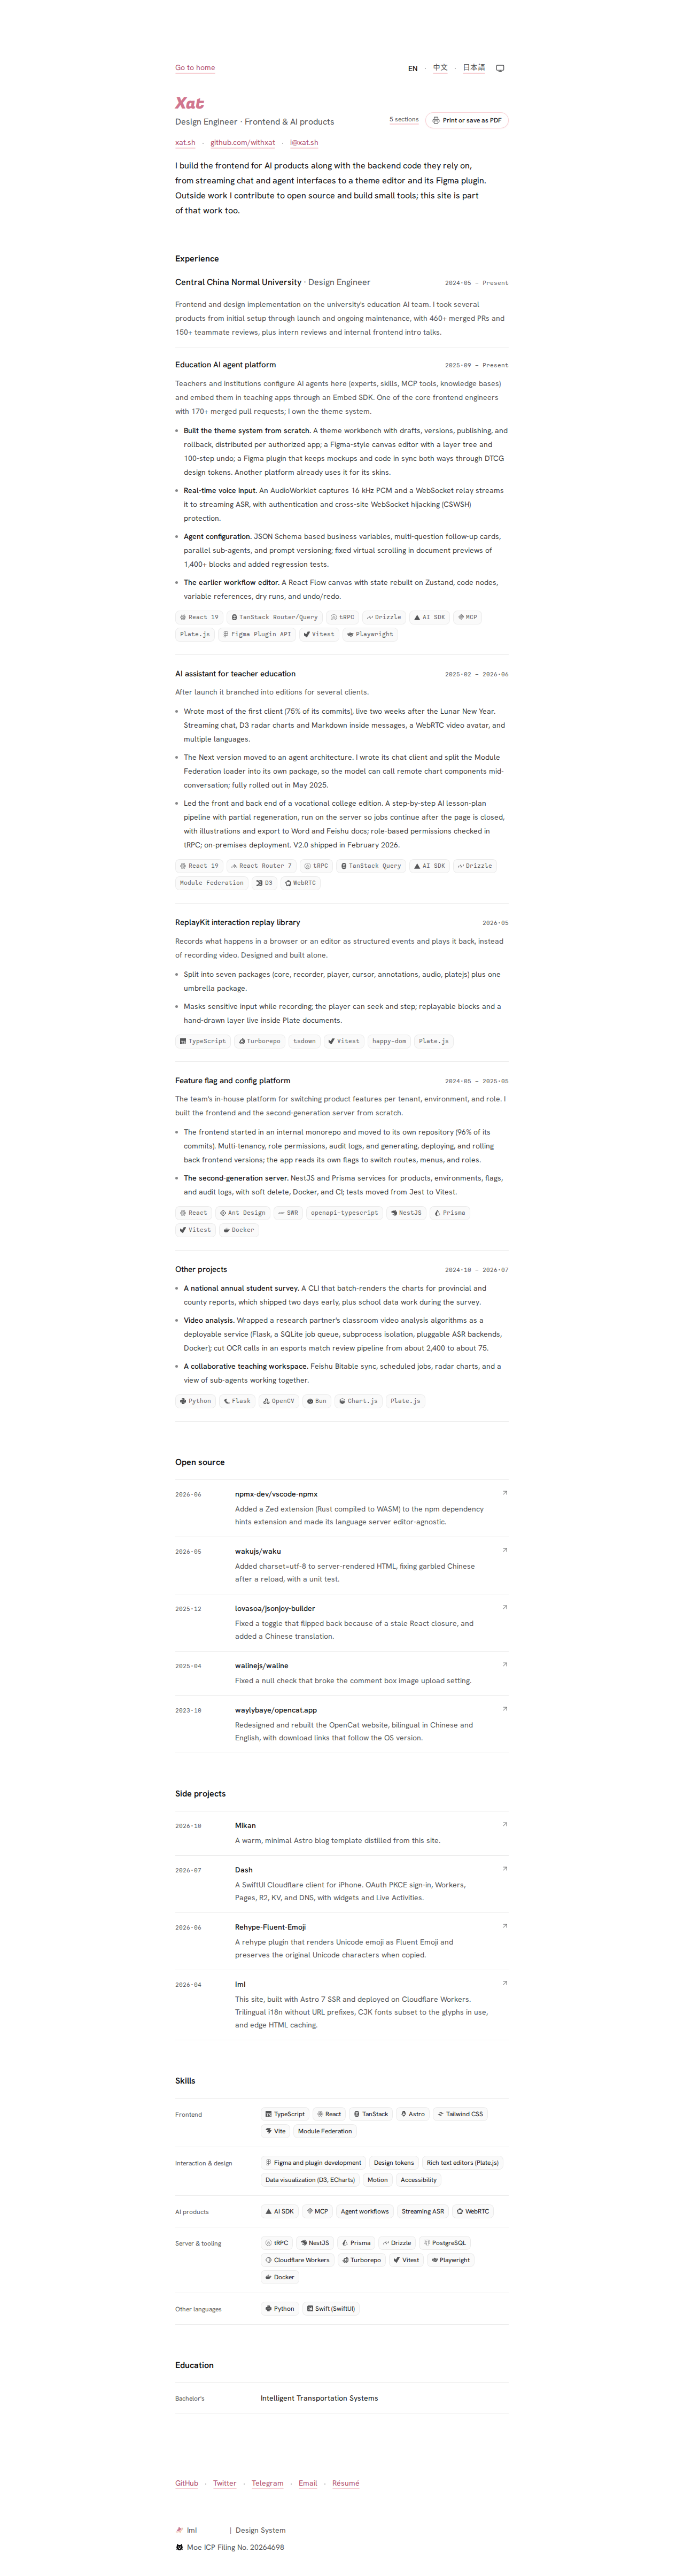 Go to home
EN · 中文 · 日本語
Xat
Design Engineer · Frontend & AI products
5 sections
Print or save as PDF
xat.sh · github.com/withxat · i@xat.sh
I build the frontend for AI products along with the backend code they rely on,
from streaming chat and agent interfaces to a theme editor and its Figma plugin.
Outside work I contribute to open source and build small tools; this site is part
of that work too.
Experience
Central China Normal University · Design Engineer
2024-05 – Present
Frontend and design implementation on the university's education AI team. I took several
products from initial setup through launch and ongoing maintenance, with 460+ merged PRs and
150+ teammate reviews, plus intern reviews and internal frontend intro talks.
Education AI agent platform
2025-09 – Present
Teachers and institutions configure AI agents here (experts, skills, MCP tools, knowledge bases)
and embed them in teaching apps through an Embed SDK. One of the core frontend engineers
with 170+ merged pull requests; I own the theme system.
Built the theme system from scratch. A theme workbench with drafts, versions, publishing, and
rollback, distributed per authorized app; a Figma-style canvas editor with a layer tree and
100-step undo; a Figma plugin that keeps mockups and code in sync both ways through DTCG
design tokens. Another platform already uses it for its skins.
Real-time voice input. An AudioWorklet captures 16 kHz PCM and a WebSocket relay streams
it to streaming ASR, with authentication and cross-site WebSocket hijacking (CSWSH)
protection.
Agent configuration. JSON Schema based business variables, multi-question follow-up cards,
parallel sub-agents, and prompt versioning; fixed virtual scrolling in document previews of
1,400+ blocks and added regression tests.
The earlier workflow editor. A React Flow canvas with state rebuilt on Zustand, code nodes,
variable references, dry runs, and undo/redo.
React 19 TanStack Router/Query tRPC Drizzle AI SDK MCP
Plate.js Figma Plugin API Vitest Playwright
AI assistant for teacher education
2025-02 – 2026-06
After launch it branched into editions for several clients.
Wrote most of the first client (75% of its commits), live two weeks after the Lunar New Year.
Streaming chat, D3 radar charts and Markdown inside messages, a WebRTC video avatar, and
multiple languages.
The Next version moved to an agent architecture. I wrote its chat client and split the Module
Federation loader into its own package, so the model can call remote chart components mid-
conversation; fully rolled out in May 2025.
Led the front and back end of a vocational college edition. A step-by-step AI lesson-plan
pipeline with partial regeneration, run on the server so jobs continue after the page is closed,
with illustrations and export to Word and Feishu docs; role-based permissions checked in
tRPC; on-premises deployment. V2.0 shipped in February 2026.
React 19 React Router 7 tRPC TanStack Query AI SDK Drizzle
Module Federation D3 WebRTC
ReplayKit interaction replay library
2026-05
Records what happens in a browser or an editor as structured events and plays it back, instead
of recording video. Designed and built alone.
Split into seven packages (core, recorder, player, cursor, annotations, audio, platejs) plus one
umbrella package.
Masks sensitive input while recording; the player can seek and step; replayable blocks and a
hand-drawn layer live inside Plate documents.
TypeScript Turborepo tsdown Vitest happy-dom Plate.js
Feature flag and config platform
2024-05 – 2025-05
The team's in-house platform for switching product features per tenant, environment, and role. I
built the frontend and the second-generation server from scratch.
The frontend started in an internal monorepo and moved to its own repository (96% of its
commits). Multi-tenancy, role permissions, audit logs, and generating, deploying, and rolling
back frontend versions; the app reads its own flags to switch routes, menus, and roles.
The second-generation server. NestJS and Prisma services for products, environments, flags,
and audit logs, with soft delete, Docker, and CI; tests moved from Jest to Vitest.
React Ant Design SWR openapi-typescript NestJS Prisma
Vitest Docker
Other projects
2024-10 – 2026-07
A national annual student survey. A CLI that batch-renders the charts for provincial and
county reports, which shipped two days early, plus school data work during the survey.
Video analysis. Wrapped a research partner's classroom video analysis algorithms as a
deployable service (Flask, a SQLite job queue, subprocess isolation, pluggable ASR backends,
Docker); cut OCR calls in an esports match review pipeline from about 2,400 to about 75.
A collaborative teaching workspace. Feishu Bitable sync, scheduled jobs, radar charts, and a
view of sub-agents working together.
Python Flask OpenCV Bun Chart.js Plate.js
Open source
2026-06
npmx-dev/vscode-npmx
Added a Zed extension (Rust compiled to WASM) to the npm dependency
hints extension and made its language server editor-agnostic.
2026-05
wakujs/waku
Added charset=utf-8 to server-rendered HTML, fixing garbled Chinese
after a reload, with a unit test.
2025-12
lovasoa/jsonjoy-builder
Fixed a toggle that flipped back because of a stale React closure, and
added a Chinese translation.
2025-04
walinejs/waline
Fixed a null check that broke the comment box image upload setting.
2023-10
waylybaye/opencat.app
Redesigned and rebuilt the OpenCat website, bilingual in Chinese and
English, with download links that follow the OS version.
Side projects
2026-10
Mikan
A warm, minimal Astro blog template distilled from this site.
2026-07
Dash
A SwiftUI Cloudflare client for iPhone. OAuth PKCE sign-in, Workers,
Pages, R2, KV, and DNS, with widgets and Live Activities.
2026-06
Rehype-Fluent-Emoji
A rehype plugin that renders Unicode emoji as Fluent Emoji and
preserves the original Unicode characters when copied.
2026-04
ImI
This site, built with Astro 7 SSR and deployed on Cloudflare Workers.
Trilingual i18n without URL prefixes, CJK fonts subset to the glyphs in use,
and edge HTML caching.
Skills
Frontend
TypeScript React TanStack Astro Tailwind CSS
Vite Module Federation
Interaction & design
Figma and plugin development Design tokens Rich text editors (Plate.js)
Data visualization (D3, ECharts) Motion Accessibility
AI products
AI SDK MCP Agent workflows Streaming ASR WebRTC
Server & tooling
tRPC NestJS Prisma Drizzle PostgreSQL
Cloudflare Workers Turborepo Vitest Playwright
Docker
Other languages
Python Swift (SwiftUI)
Education
Bachelor's
Intelligent Transportation Systems
GitHub · Twitter · Telegram · Email · Résumé
ImI | Design System
Moe ICP Filing No. 20264698